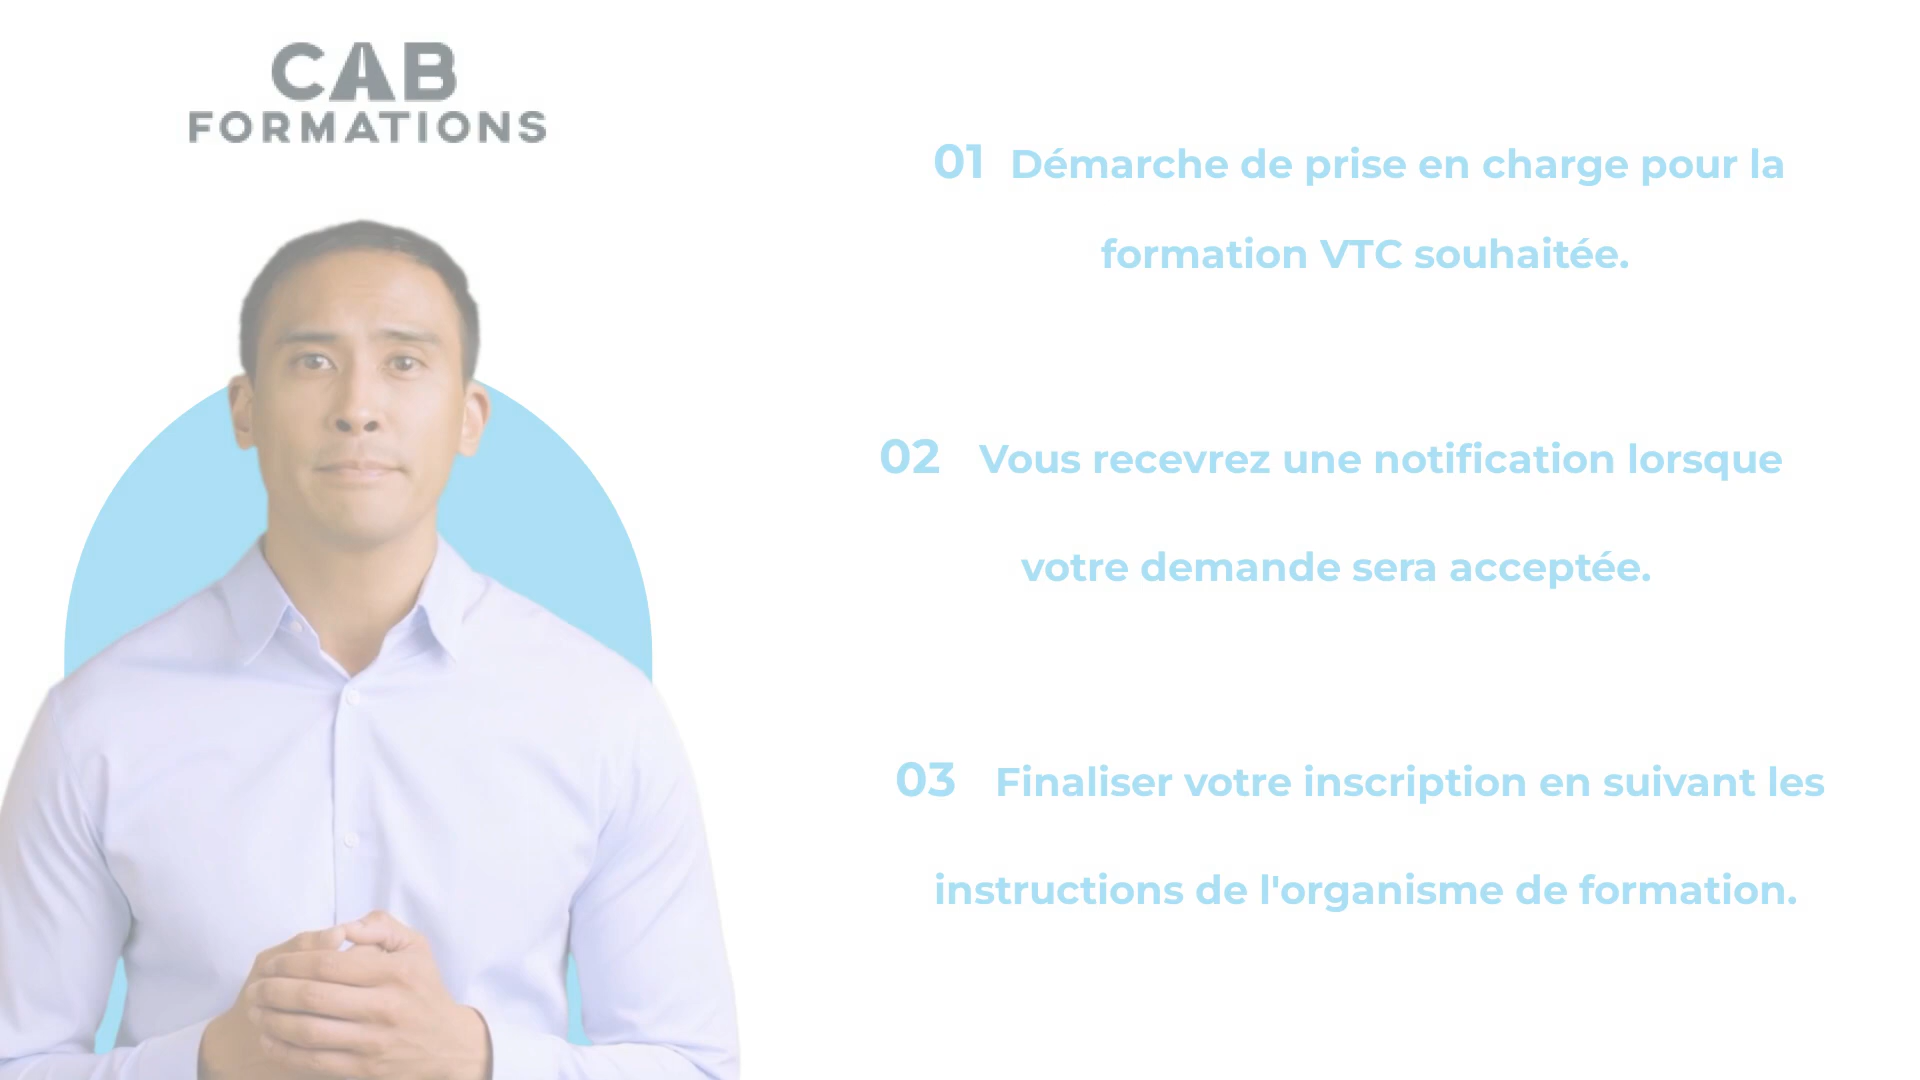 CAB
FORMATIONS
01 Démarche de prise en charge pour la
formation VTC souhaitée.
02 Vous recevrez une notification lorsque
votre demande sera acceptée.
03 Finaliser votre inscription en suivant les
instructions de l'organisme de formation.